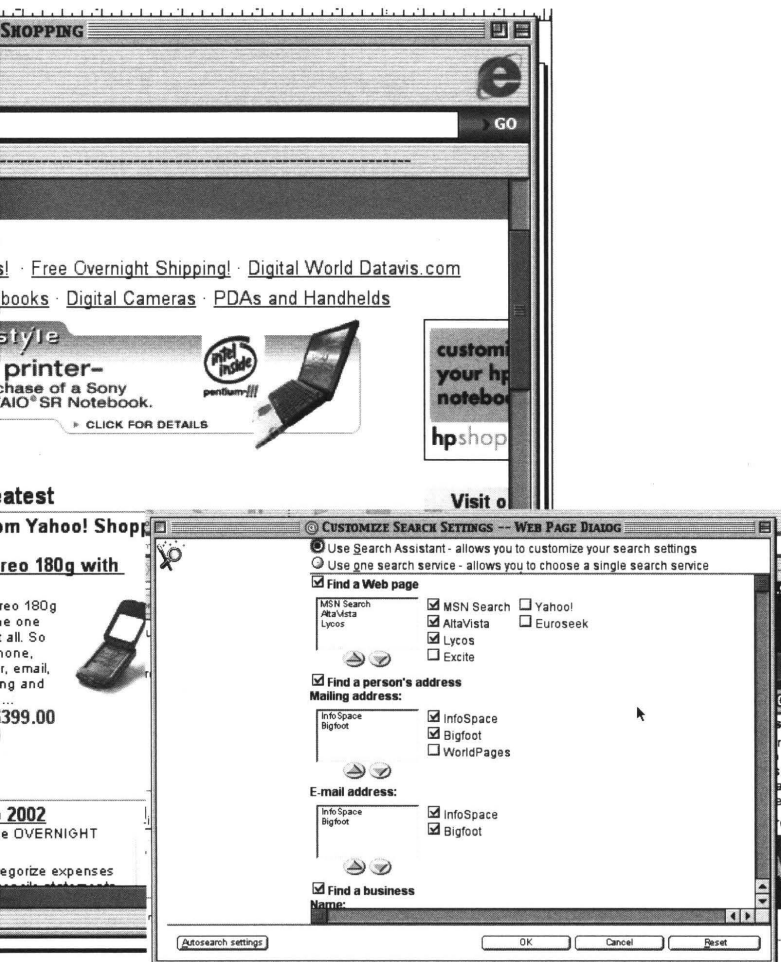 SHOPPING
GO
s! · Free Overnight Shipping! · Digital World Datavis.com
books · Digital Cameras · PDAs and Handhelds
style
printer–
chase of a Sony
VAIO® SR Notebook.
CLICK FOR DETAILS
intel
inside
pentium·///
customi
your hp
notebo
hpshop
eatest
Visit o
om Yahoo! Shopp
reo 180g with
reo 180g
ne one
t all. So
hone,
r, email,
ng and
...
$399.00
2002
e OVERNIGHT
egorize expenses
CUSTOMIZE SEARCH SETTINGS -- WEB PAGE DIALOG
Use Search Assistant - allows you to customize your search settings
Use one search service - allows you to choose a single search service
Find a Web page
MSN Search
AltaVista
Lycos
MSN Search
Yahoo!
AltaVista
Euroseek
Lycos
Excite
Find a person's address
Mailing address:
InfoSpace
Bigfoot
InfoSpace
Bigfoot
WorldPages
E-mail address:
InfoSpace
Bigfoot
InfoSpace
Bigfoot
Find a business
Name:
Autosearch settings
OK
Cancel
Reset